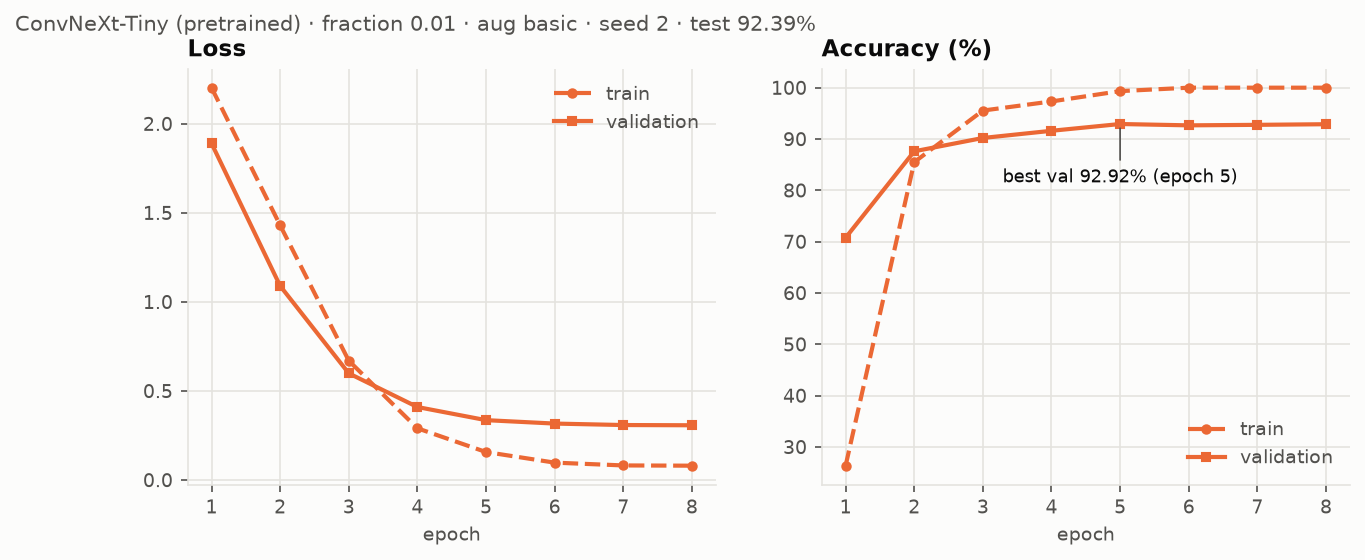 ConvNeXt-Tiny (pretrained) · fraction 0.01 · aug basic · seed 2 · test 92.39%
Loss
train
validation
2.0
1.5
1.0
0.5
0.0
1 2 3 4 5 6 7 8
epoch
Accuracy (%)
100
90
80
70
60
50
40
30
best val 92.92% (epoch 5)
train
validation
1 2 3 4 5 6 7 8
epoch